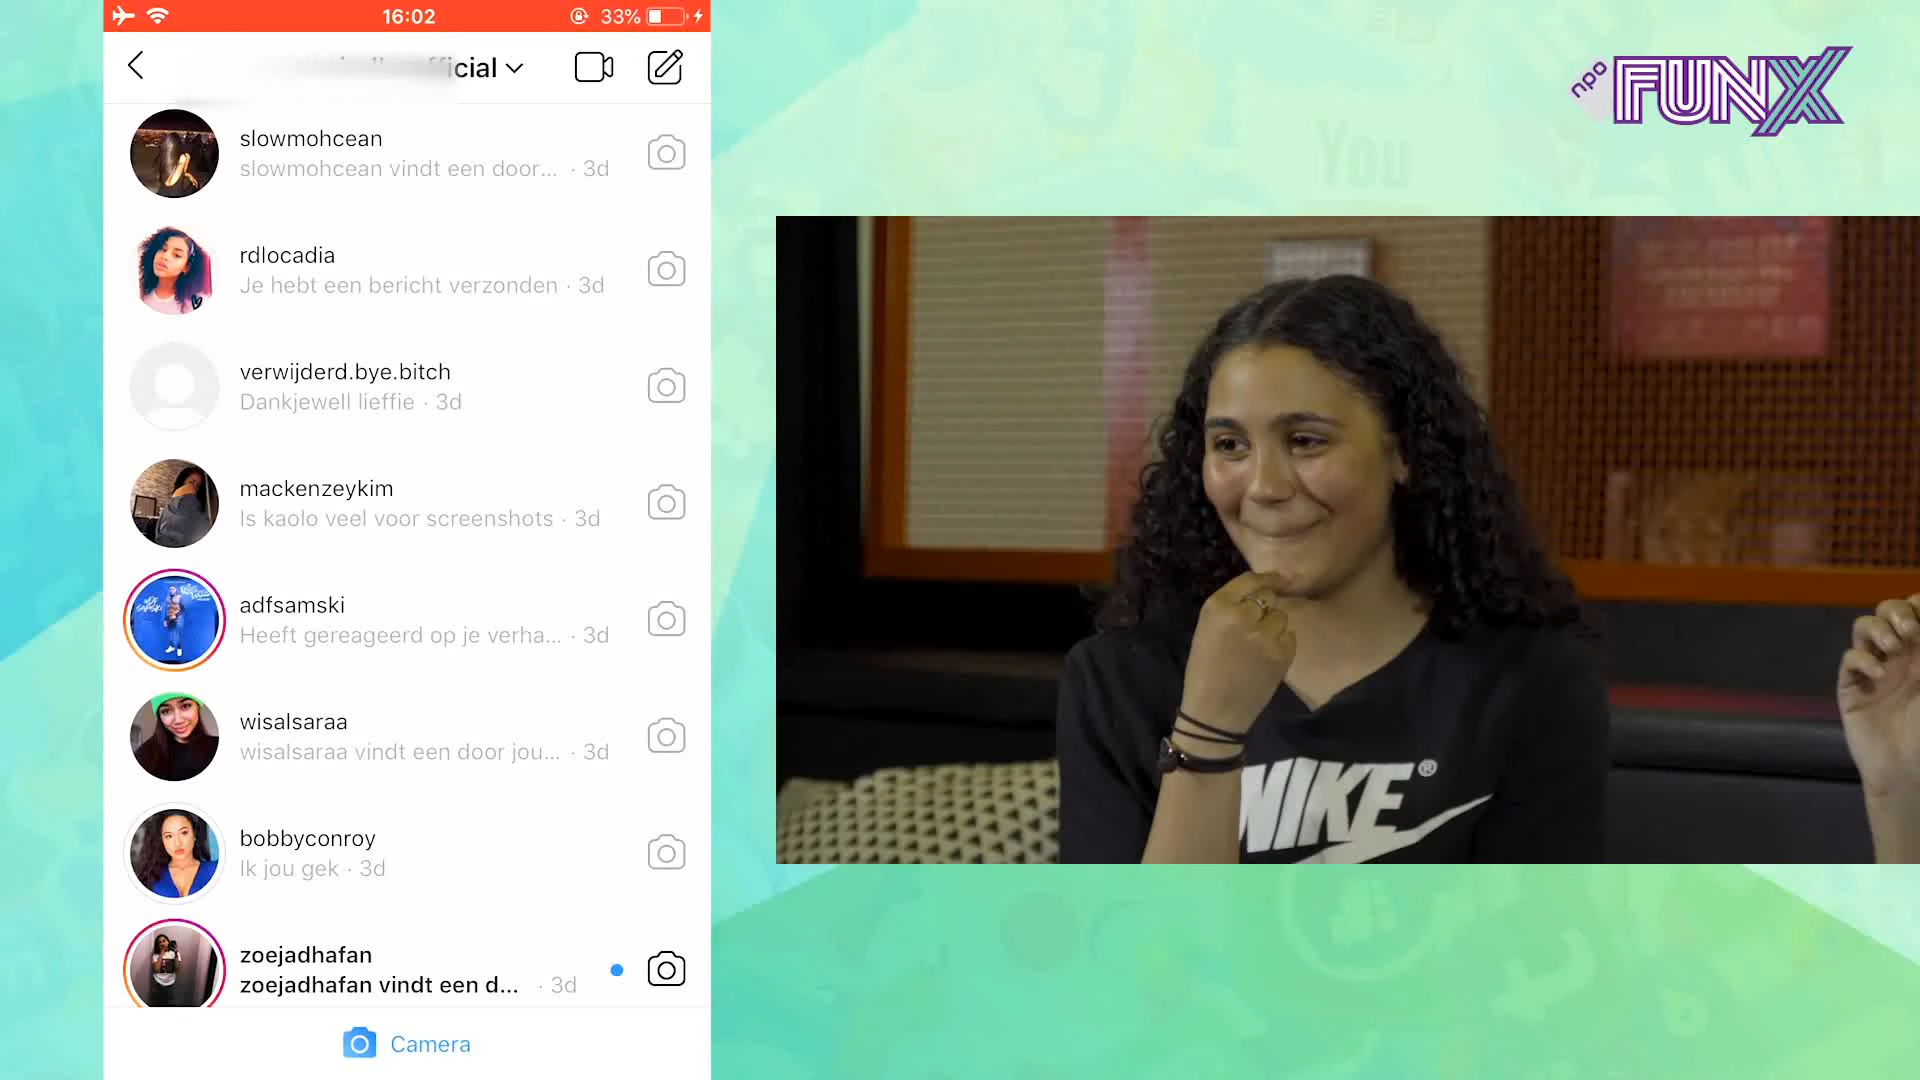 16:02
33%
icial
slowmohcean
slowmohcean vindt een door... · 3d
rdlocadia
Je hebt een bericht verzonden · 3d
verwijderd.bye.bitch
Dankjewell lieffie · 3d
mackenzeykim
Is kaolo veel voor screenshots · 3d
adfsamski
Heeft gereageerd op je verha... · 3d
wisalsaraa
wisalsaraa vindt een door jou... · 3d
bobbyconroy
Ik jou gek · 3d
zoejadhafan
zoejadhafan vindt een d... · 3d
Camera
npo FUNX
You
NIKE®